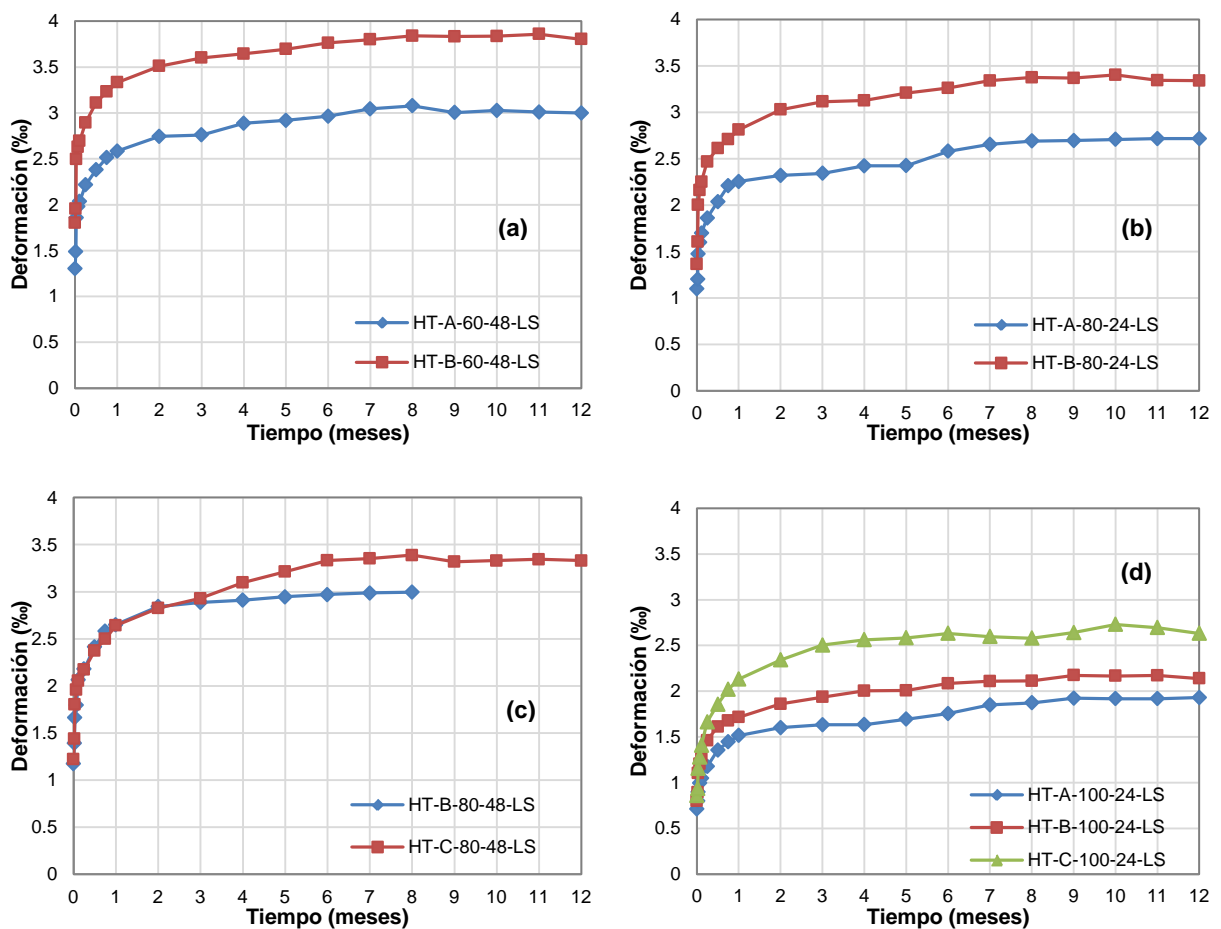 4
3.5
3
2.5
2
1.5
1
0.5
0
Deformación (‰)
(a)
HT-A-60-48-LS
HT-B-60-48-LS
0 1 2 3 4 5 6 7 8 9 10 11 12
Tiempo (meses)
4
3.5
3
2.5
2
1.5
1
0.5
0
Deformación (‰)
(b)
HT-A-80-24-LS
HT-B-80-24-LS
0 1 2 3 4 5 6 7 8 9 10 11 12
Tiempo (meses)
4
3.5
3
2.5
2
1.5
1
0.5
0
Deformación (‰)
(c)
HT-B-80-48-LS
HT-C-80-48-LS
0 1 2 3 4 5 6 7 8 9 10 11 12
Tiempo (meses)
4
3.5
3
2.5
2
1.5
1
0.5
0
Deformación (‰)
(d)
HT-A-100-24-LS
HT-B-100-24-LS
HT-C-100-24-LS
0 1 2 3 4 5 6 7 8 9 10 11 12
Tiempo (meses)